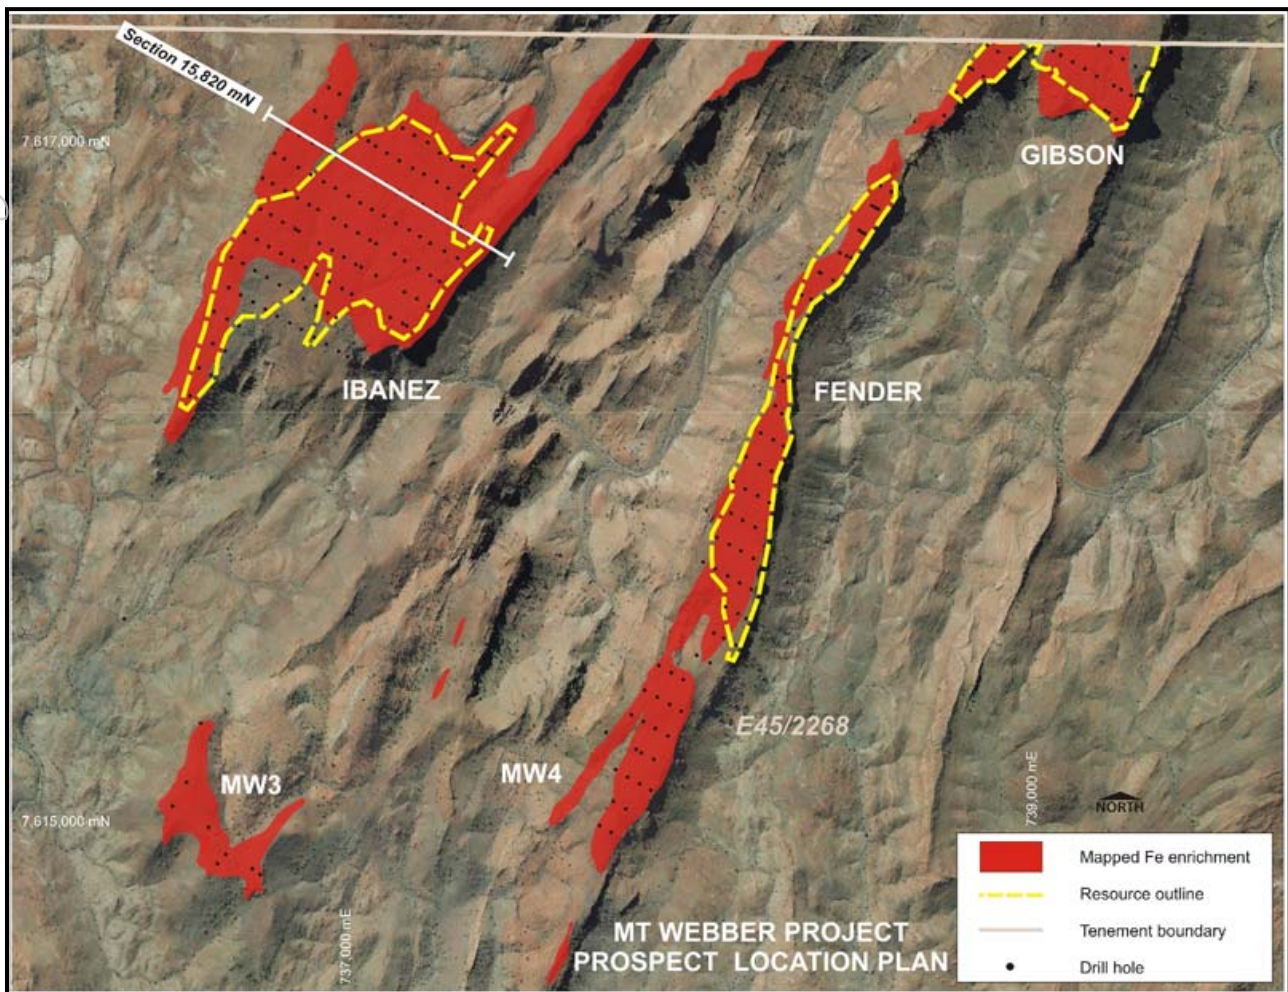 Section 15,820 mN
7,617,000 mN
GIBSON
IBANEZ
FENDER
E45/2268
MW3
MW4
739,000 mE
NORTH
7,615,000 mN
737,000 mE
MT WEBBER PROJECT
PROSPECT LOCATION PLAN
Mapped Fe enrichment
Resource outline
Tenement boundary
Drill hole